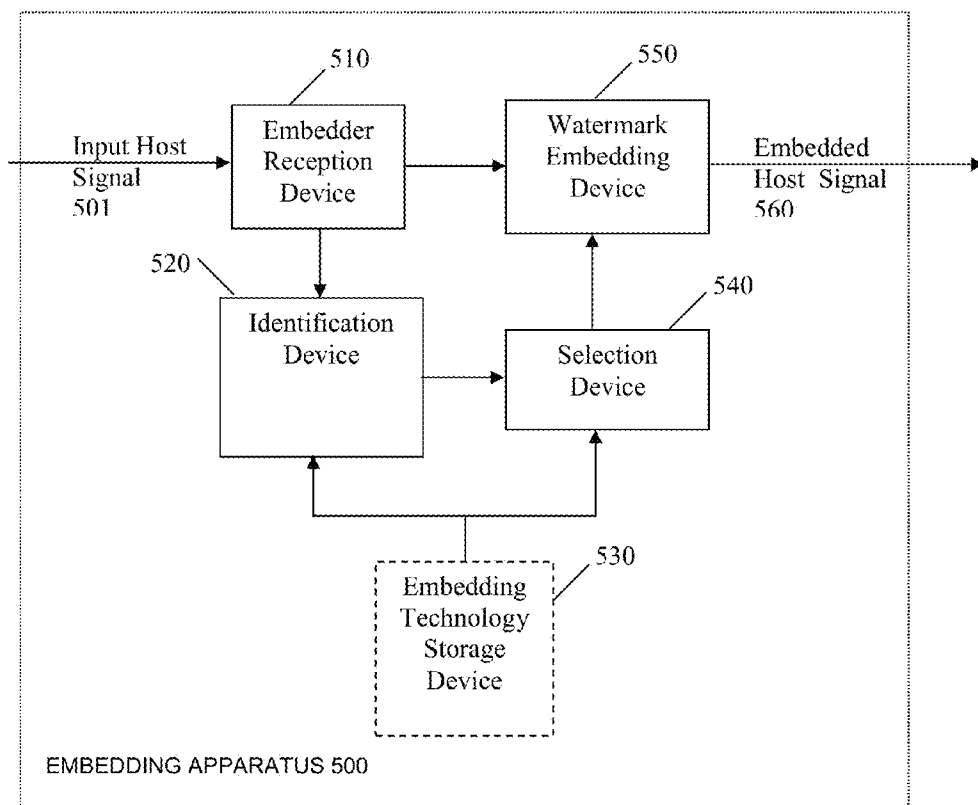 510
550
Input Host
Signal
501
Embedder
Reception
Device
Watermark
Embedding
Device
Embedded
Host Signal
560
520
540
Identification
Device
Selection
Device
530
Embedding
Technology
Storage
Device
EMBEDDING APPARATUS 500